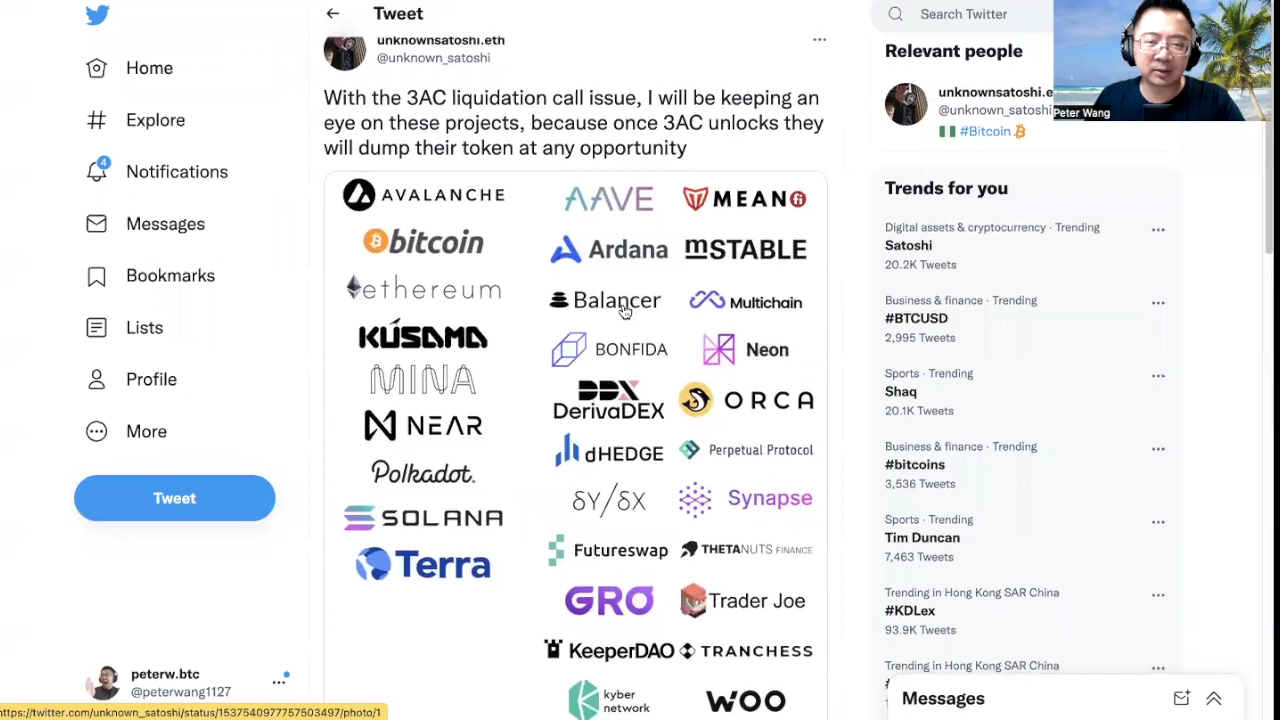 Home
Explore
4
Notifications
Messages
Bookmarks
Lists
Profile
More
Tweet
peterw.btc
@peterwang1127
https://twitter.com/unknown_satoshi/status/1537540977757503497/photo/1
Tweet
unknownsatoshi.eth
@unknown_satoshi
With the 3AC liquidation call issue, I will be keeping an
eye on these projects, because once 3AC unlocks they
will dump their token at any opportunity
AVALANCHE
bitcoin
ethereum
KUSAMA
MINA
NEAR
Polkadot.
SOLANA
Terra
AAVE
Ardana
Balancer
BONFIDA
DDX
DerivaDEX
dHEDGE
δY/δX
Futureswap
GRO
KeeperDAO
kyber
network
MEAN fi
mSTABLE
Multichain
Neon
ORCA
Perpetual Protocol
Synapse
THETANUTS FINANCE
Trader Joe
TRANCHESS
WOO
Search Twitter
Relevant people
unknownsatoshi.e
@unknown_satoshi
#Bitcoin
Peter Wang
Trends for you
Digital assets & cryptocurrency · Trending
Satoshi
20.2K Tweets
Business & finance · Trending
#BTCUSD
2,995 Tweets
Sports · Trending
Shaq
20.1K Tweets
Business & finance · Trending
#bitcoins
3,536 Tweets
Sports · Trending
Tim Duncan
7,463 Tweets
Trending in Hong Kong SAR China
#KDLex
93.9K Tweets
Trending in Hong Kong SAR China
Messages